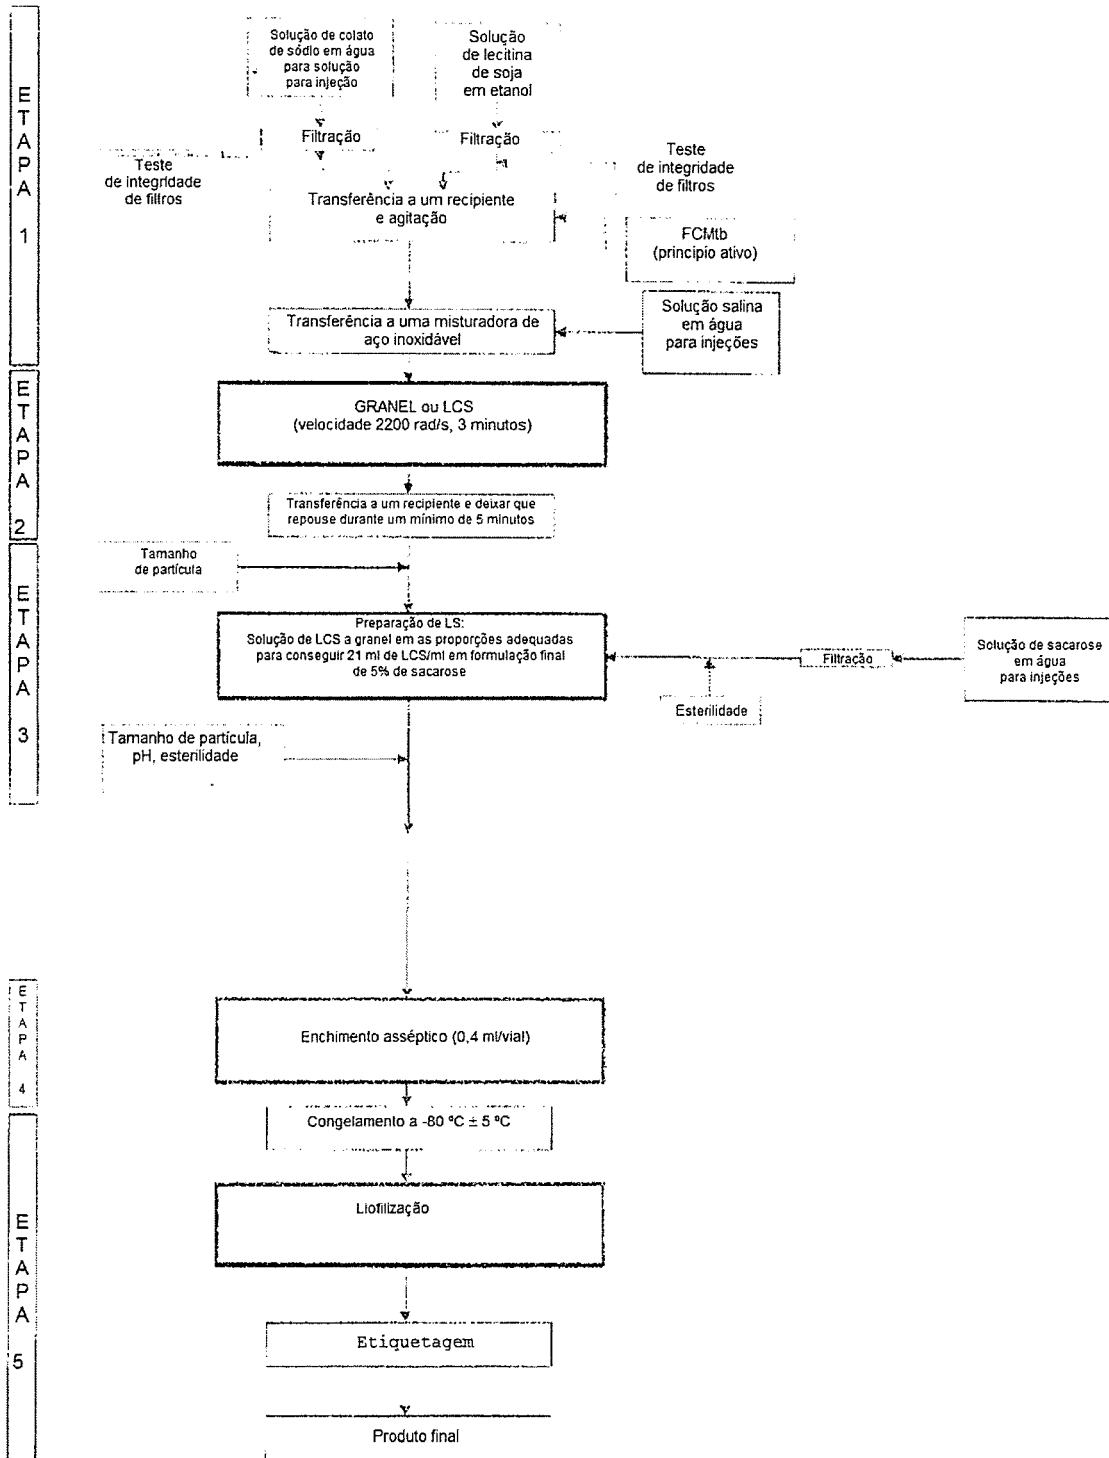 ETAPA 1
Solução de colato
de sódio em água
para solução
para injeção
Solução
de lecitina
de soja
em etanol
Filtração
Filtração
Teste
de integridade
de filtros
Teste
de integridade
de filtros
Transferência a um recipiente
e agitação
FCMtb
(principio ativo)
Transferência a uma misturadora de
aço inoxidável
Solução salina
em água
para injeções
ETAPA 2
GRANEL ou LCS
(velocidade 2200 rad/s, 3 minutos)
Transferência a um recipiente e deixar que
repouse durante um mínimo de 5 minutos
ETAPA 3
Tamanho
de partícula
Preparação de LS:
Solução de LCS a granel em as proporções adequadas
para conseguir 21 ml de LCS/ml em formulação final
de 5% de sacarose
Filtração
Solução de sacarose
em água
para injeções
Esterilidade
Tamanho de partícula,
pH, esterilidade
ETAPA 4
Enchimento asséptico (0,4 ml/vial)
ETAPA 5
Congelamento a -80 ºC ± 5 ºC
Liofilização
Etiquetagem
Produto final